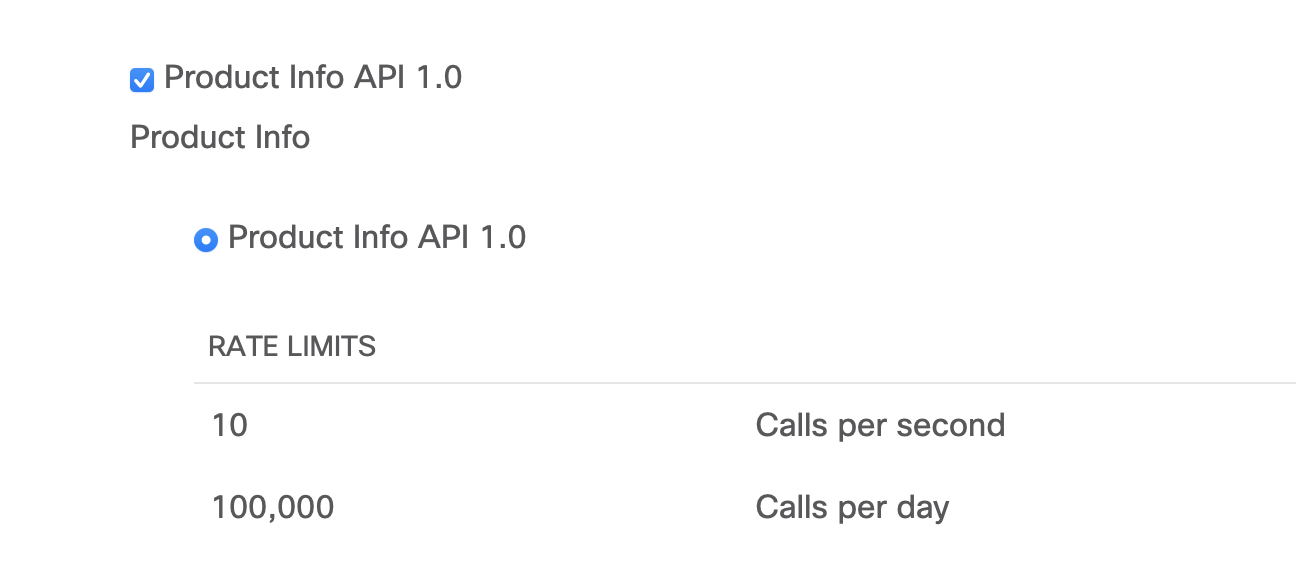 Product Info API 1.0
Product Info
Product Info API 1.0
RATE LIMITS
10 Calls per second
100,000 Calls per day